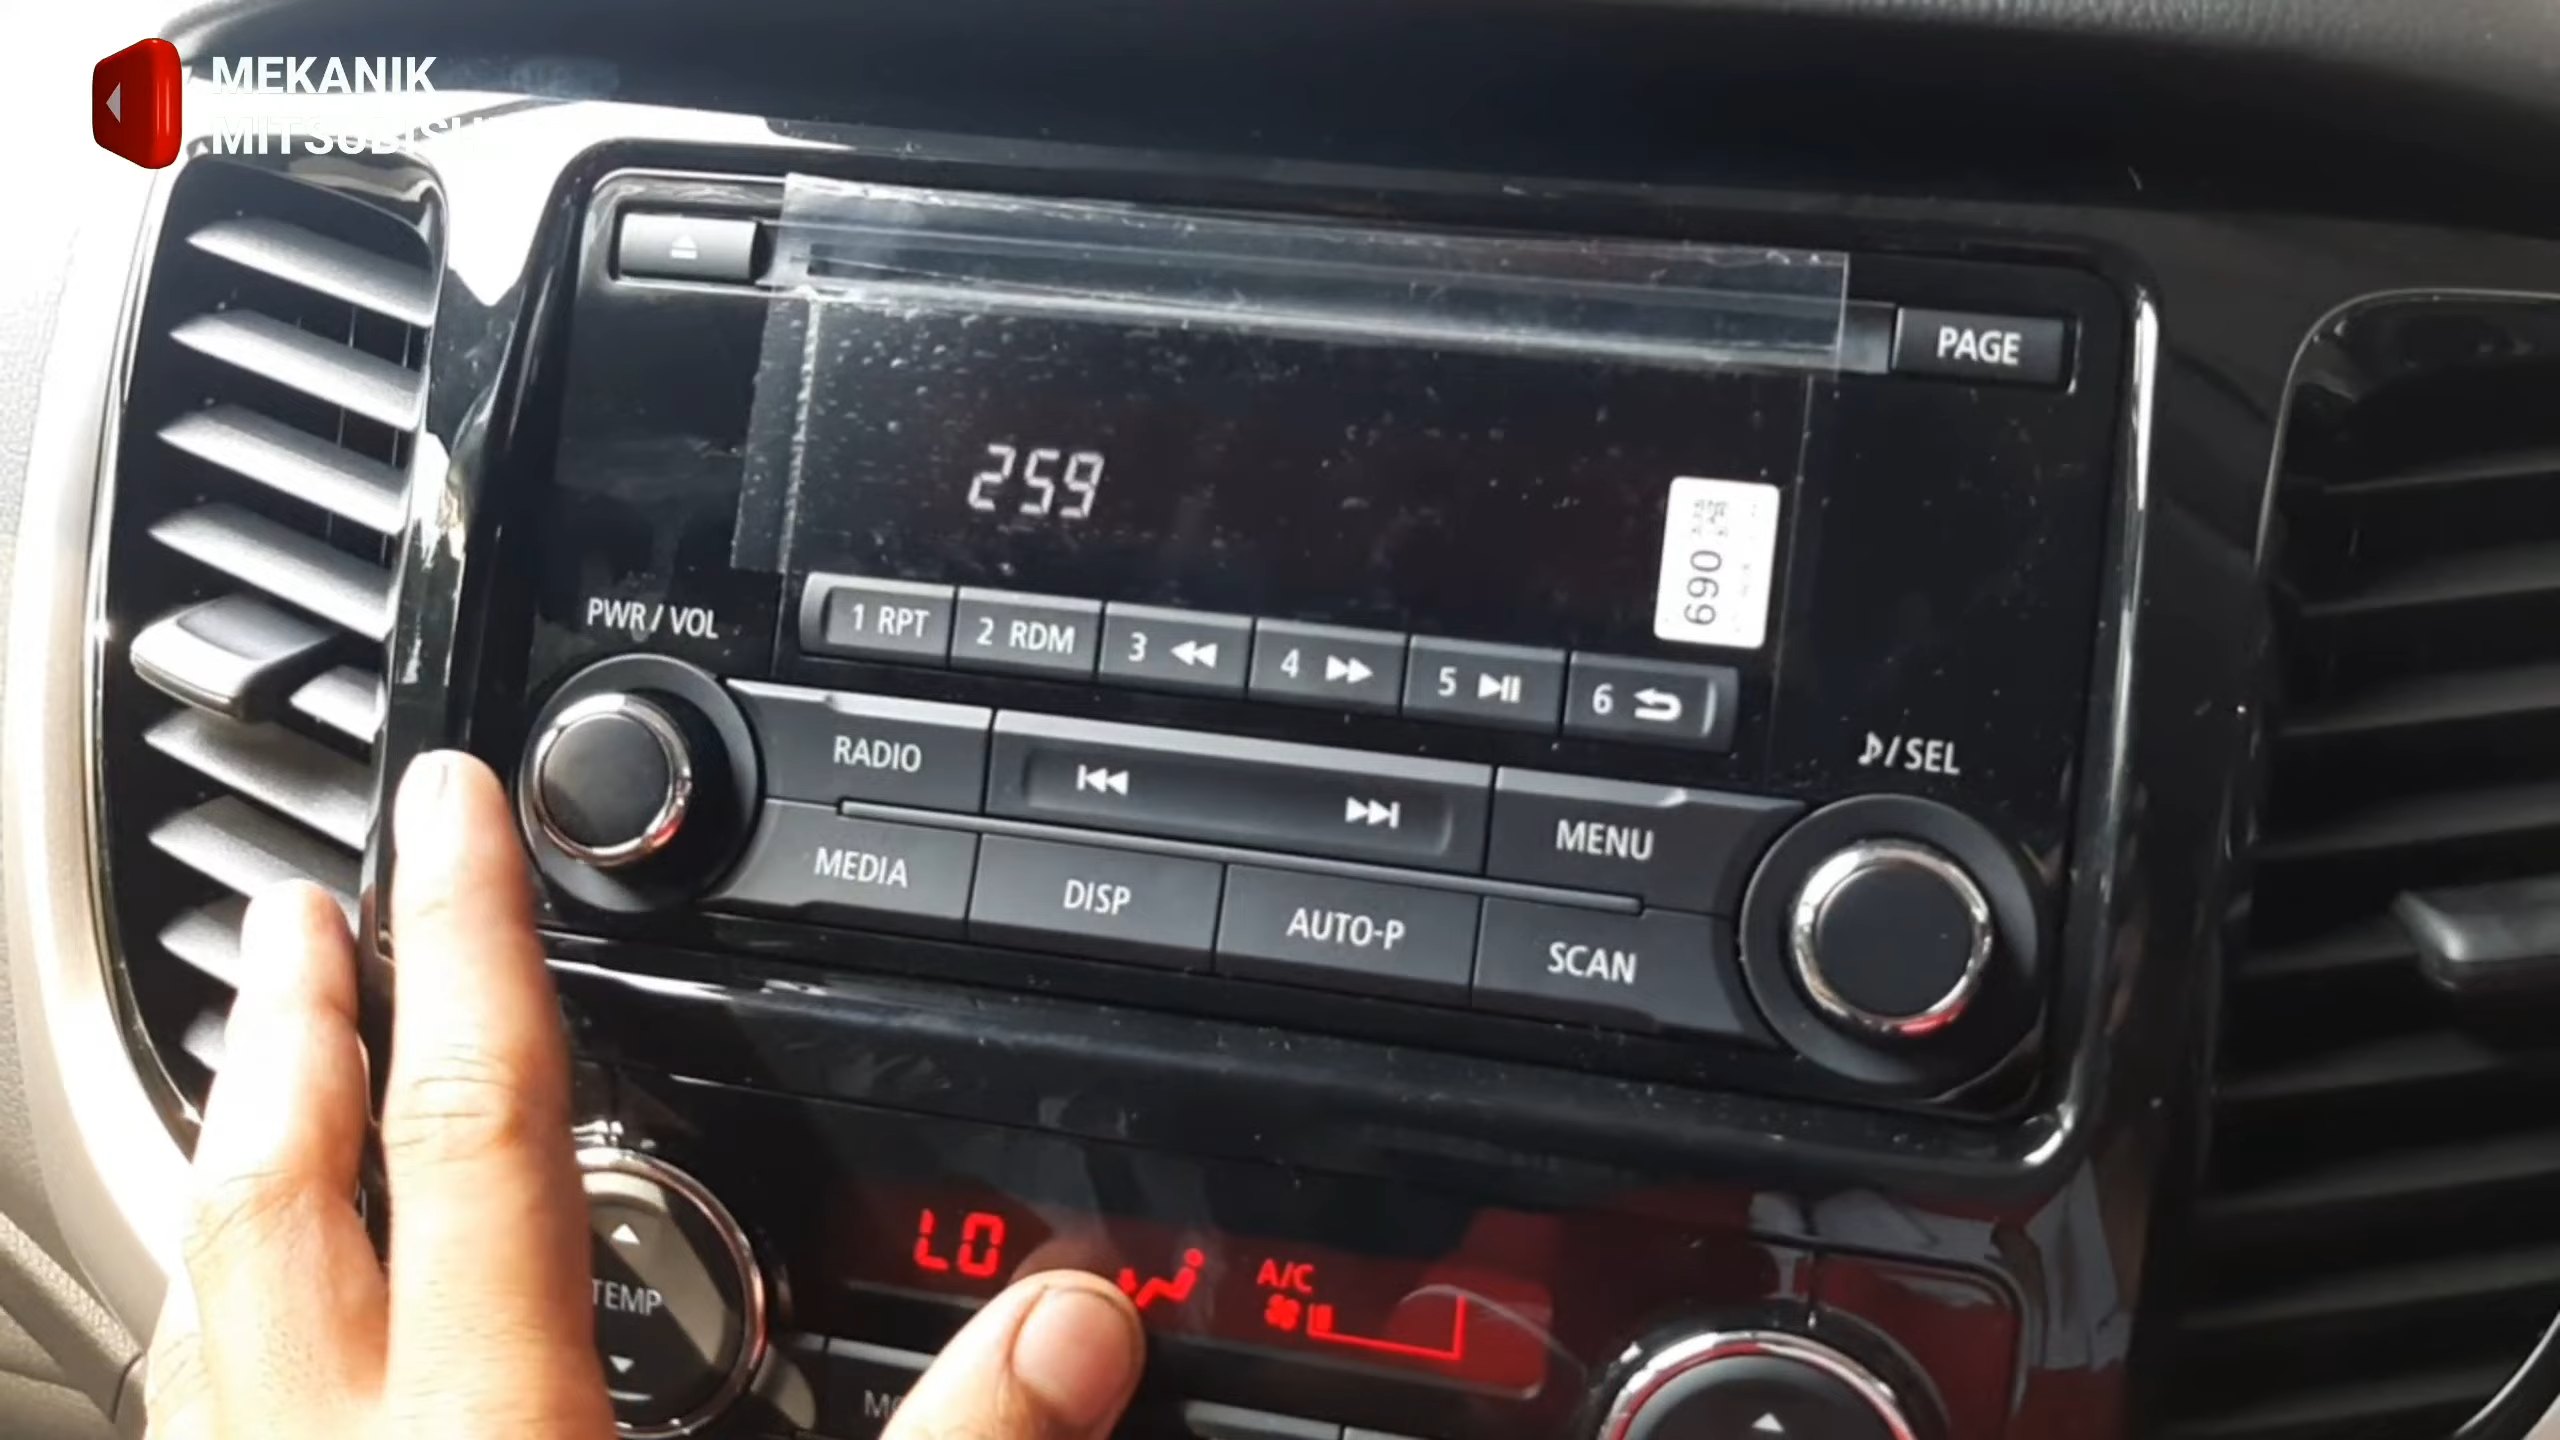 MEKANIK
MITSUBISHI
PAGE
259
690
PWR / VOL
1 RPT
2 RDM
3
4
5
6
RADIO
♪/ SEL
MENU
MEDIA
DISP
AUTO-P
SCAN
LO
A/C
TEMP